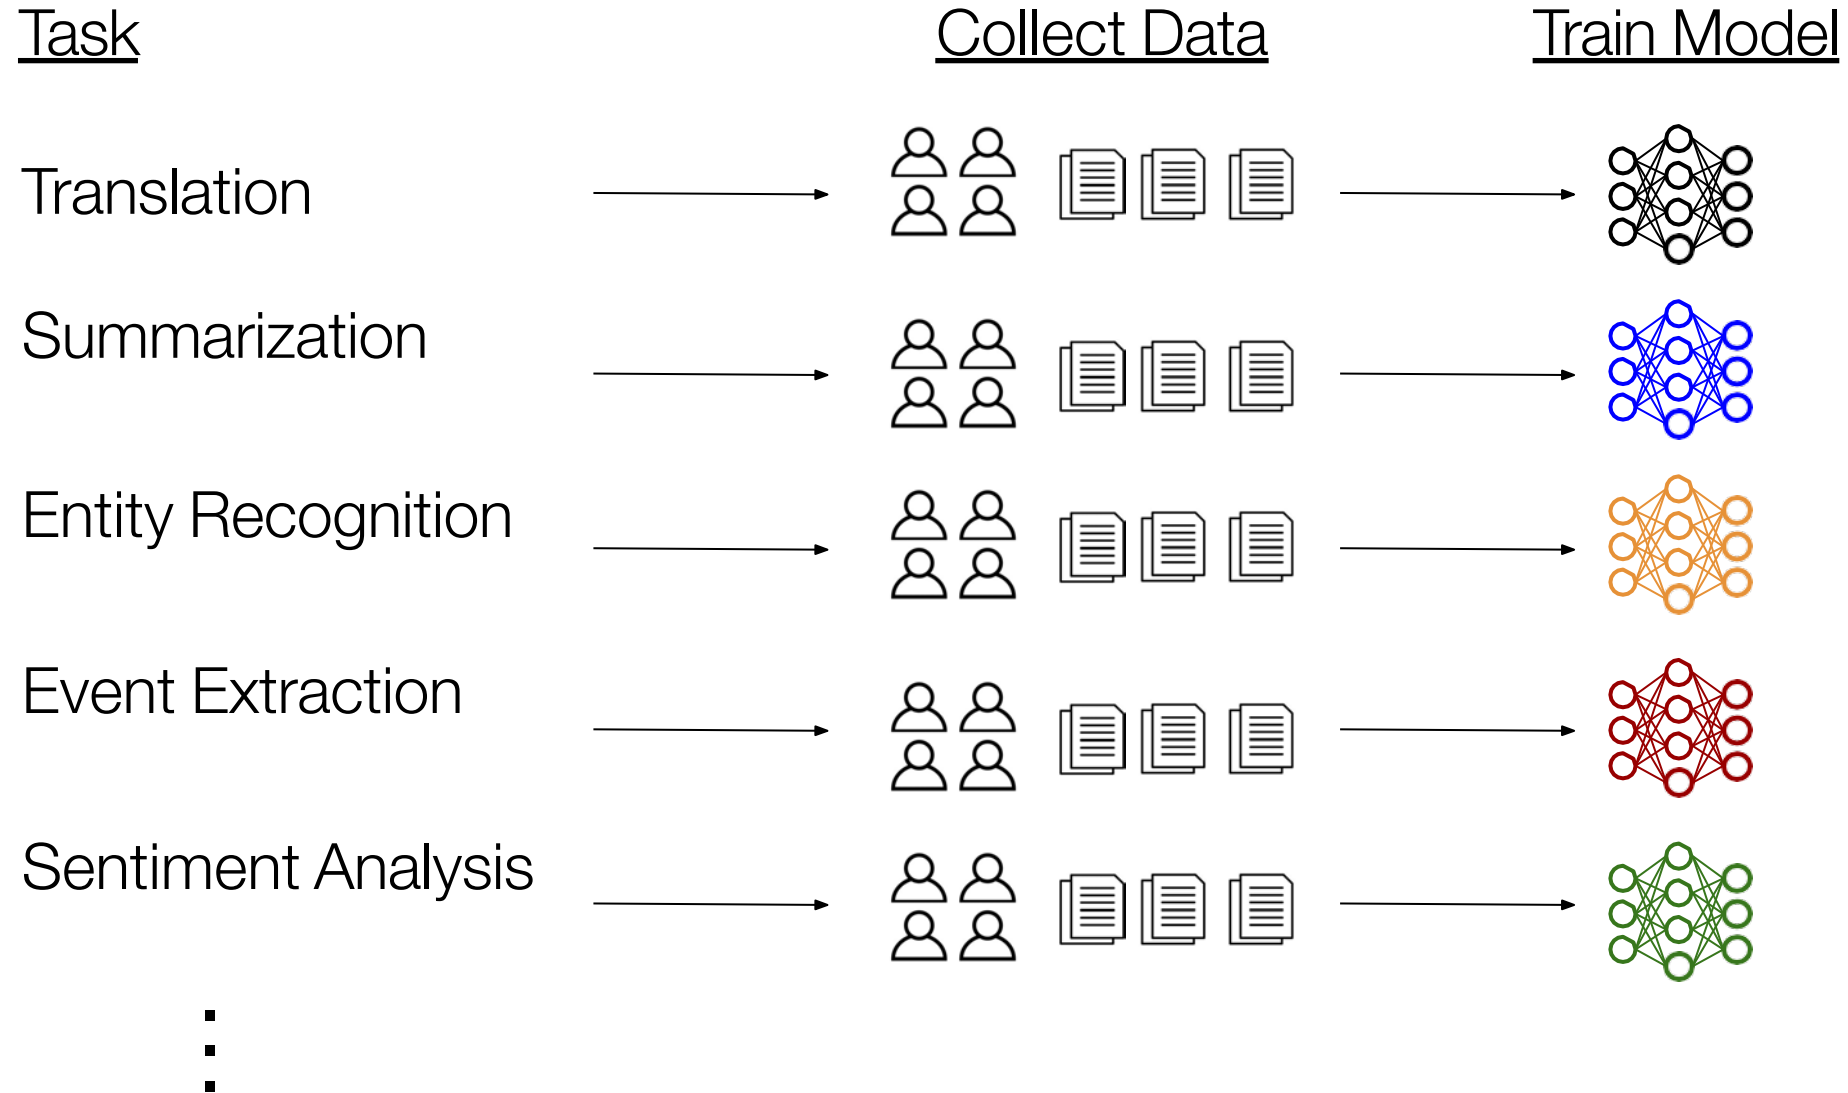 Task
Collect Data
Train Model
Translation
Summarization
Entity Recognition
Event Extraction
Sentiment Analysis